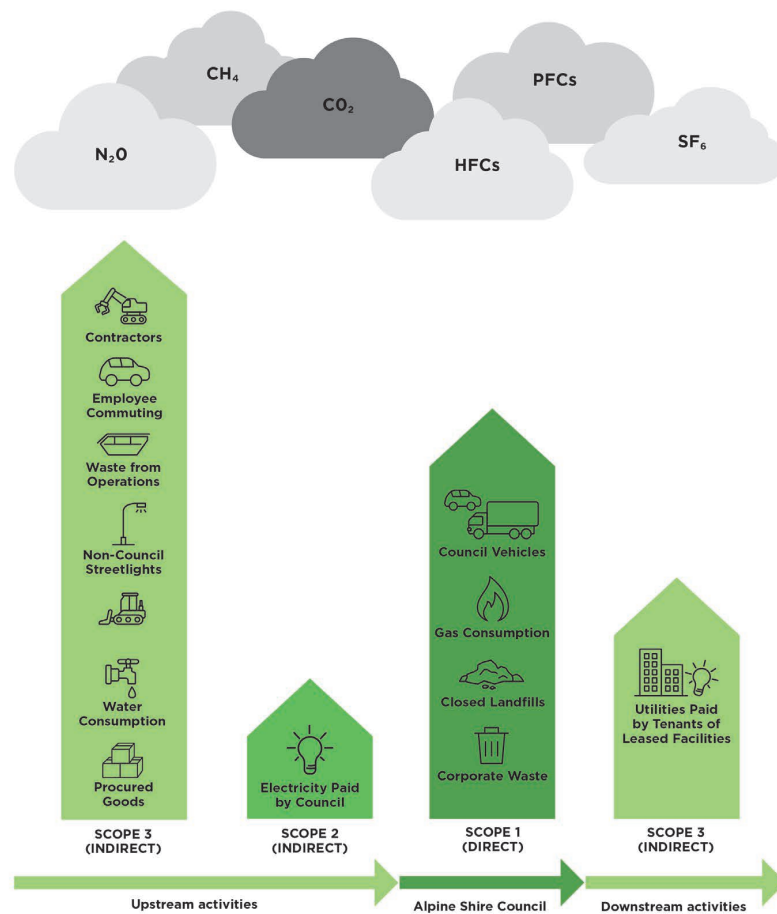 CH₄
CO₂
PFCs
N₂O
HFCs
SF₆
Contractors
Employee
Commuting
Waste from
Operations
Non-Council
Streetlights
Water
Consumption
Procured
Goods
SCOPE 3
(INDIRECT)
Electricity Paid
by Council
SCOPE 2
(INDIRECT)
Council Vehicles
Gas Consumption
Closed Landfills
Corporate Waste
SCOPE 1
(DIRECT)
Utilities Paid
by Tenants of
Leased Facilities
SCOPE 3
(INDIRECT)
Upstream activities
Alpine Shire Council
Downstream activities